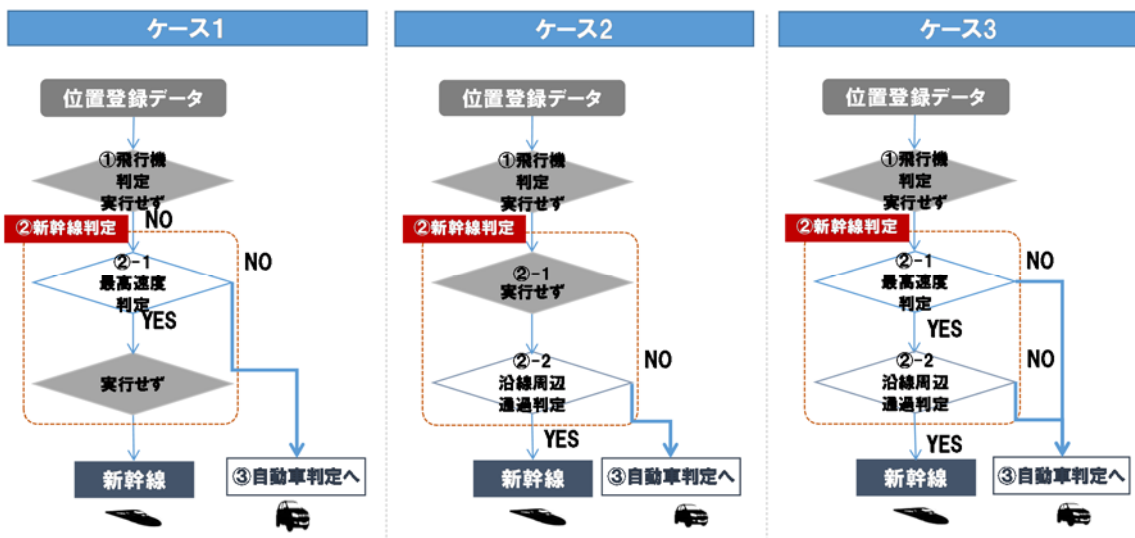 ケース1
位置登録データ
①飛行機
判定
実行せず
NO
②新幹線判定
②-1
最高速度
判定
NO
YES
実行せず
新幹線
③自動車判定へ
ケース2
位置登録データ
①飛行機
判定
実行せず
②新幹線判定
②-1
実行せず
②-2
沿線周辺
通過判定
NO
YES
新幹線
③自動車判定へ
ケース3
位置登録データ
①飛行機
判定
実行せず
②新幹線判定
②-1
最高速度
判定
NO
YES
②-2
沿線周辺
通過判定
NO
YES
新幹線
③自動車判定へ